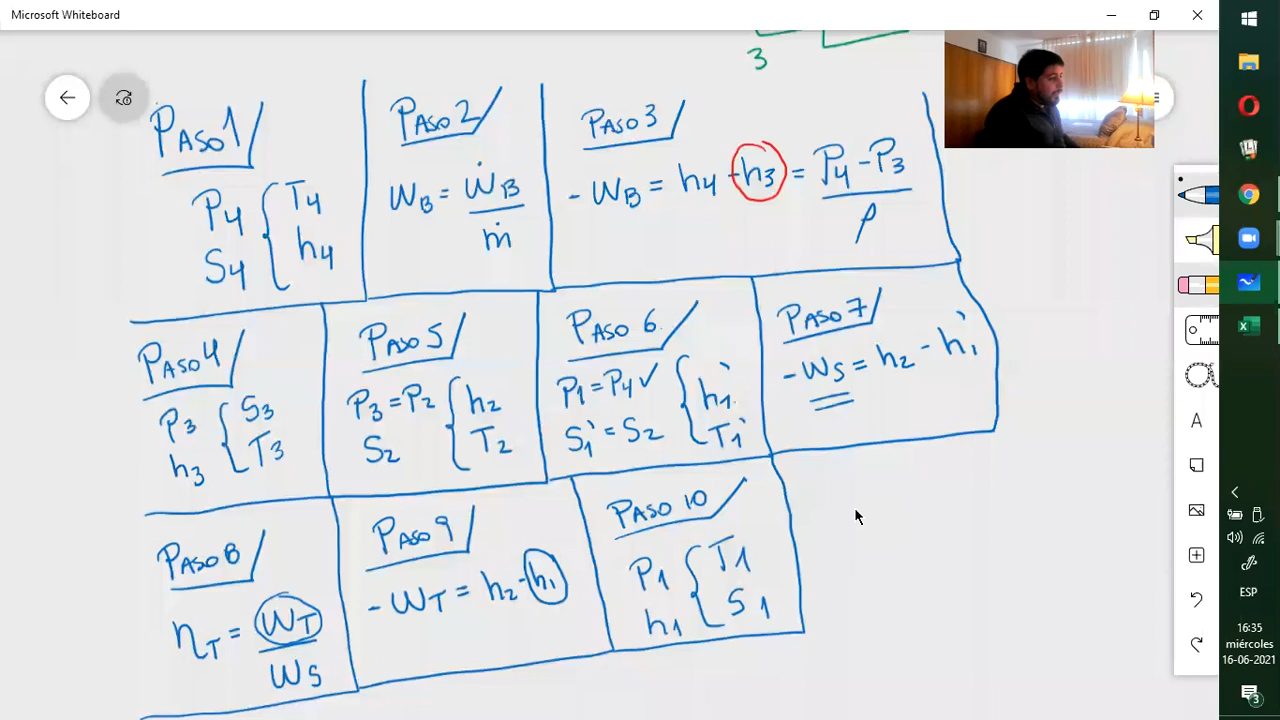 Microsoft Whiteboard
3
PASO 1/
P4 { T4
S4 { h4
PASO 2/
WB = ẆB / ṁ
PASO 3/
- WB = h4 - h3 = P4 - P3 / ρ
PASO 4/
P3 { S3
h3 { T3
PASO 5/
P3 = P2 { h2
S2 { T2
PASO 6/
P1 = P4 ✓ { h1`
S1` = S2 { T1`
PASO 7/
- WS = h2 - h1`
PASO 8/
ηT = WT / WS
PASO 9/
- WT = h2 - h1
PASO 10/
P1 { T1
h1 { S1
A
ESP
16:35
miércoles
16-06-2021
3